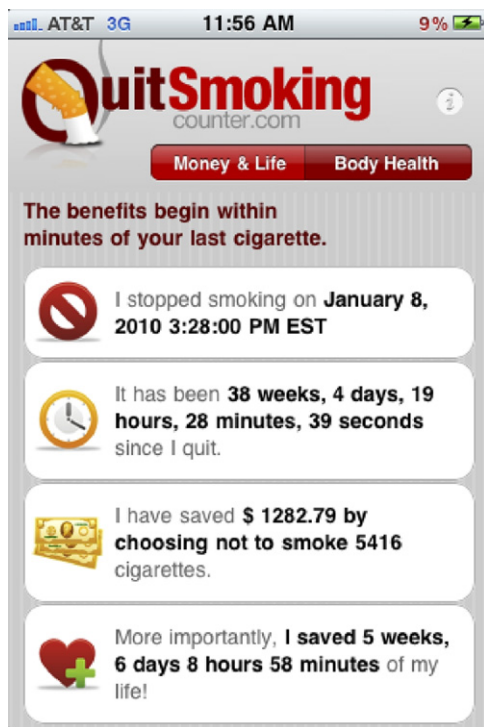 AT&T 3G 11:56 AM 9%
QuitSmoking
counter.com
i
Money & Life Body Health
The benefits begin within
minutes of your last cigarette.
I stopped smoking on January 8,
2010 3:28:00 PM EST
It has been 38 weeks, 4 days, 19
hours, 28 minutes, 39 seconds
since I quit.
I have saved $ 1282.79 by
choosing not to smoke 5416
cigarettes.
More importantly, I saved 5 weeks,
6 days 8 hours 58 minutes of my
life!